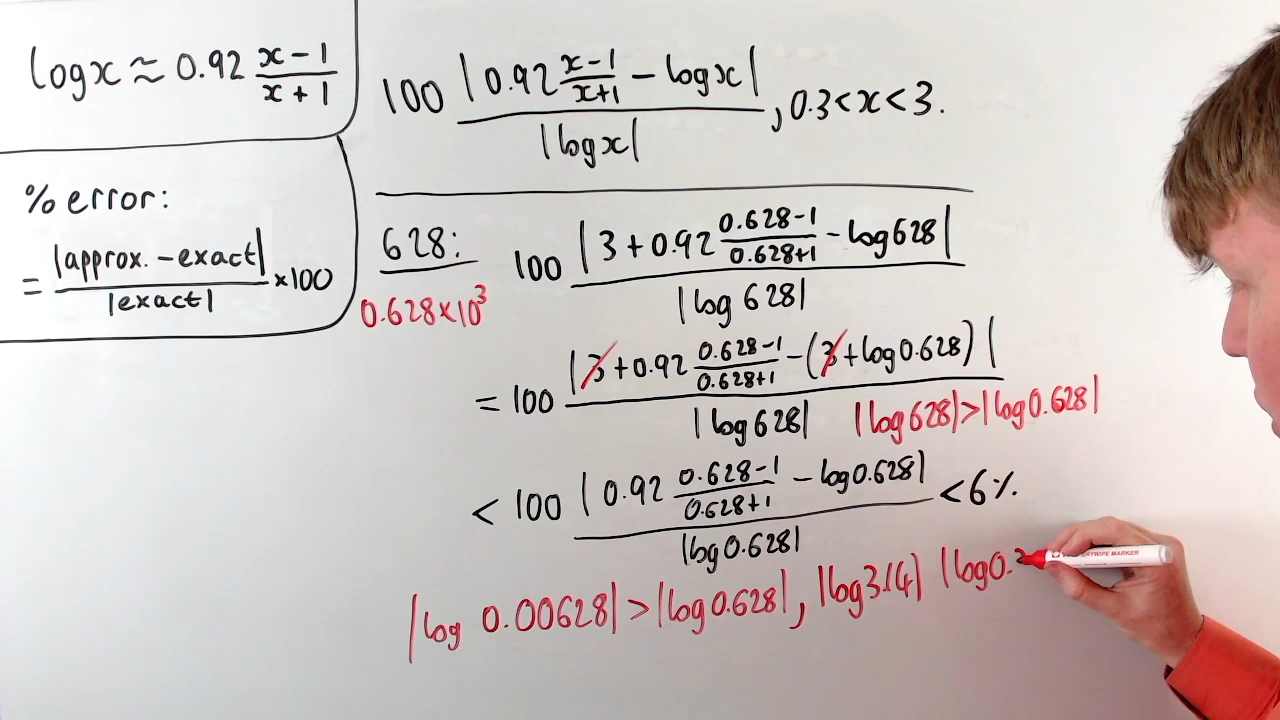 log x ≈ 0.92 x-1/x+1
% error:
= |approx. - exact|/|exact| ×100
100 |0.92 x-1/x+1 - log x|/|log x|, 0.3<x<3.
628:
0.628×10³
100 |3+0.92 0.628-1/0.628+1 - log 628|/|log 628|
= 100 |3+0.92 0.628-1/0.628+1 - (3+log 0.628)|/|log 628|
|log 628|>|log 0.628|
< 100 |0.92 0.628-1/0.628+1 - log 0.628|/|log 0.628| < 6%.
|log 0.00628| > |log 0.628|, |log 3.14| |log 0.
DRYWIPE MARKER